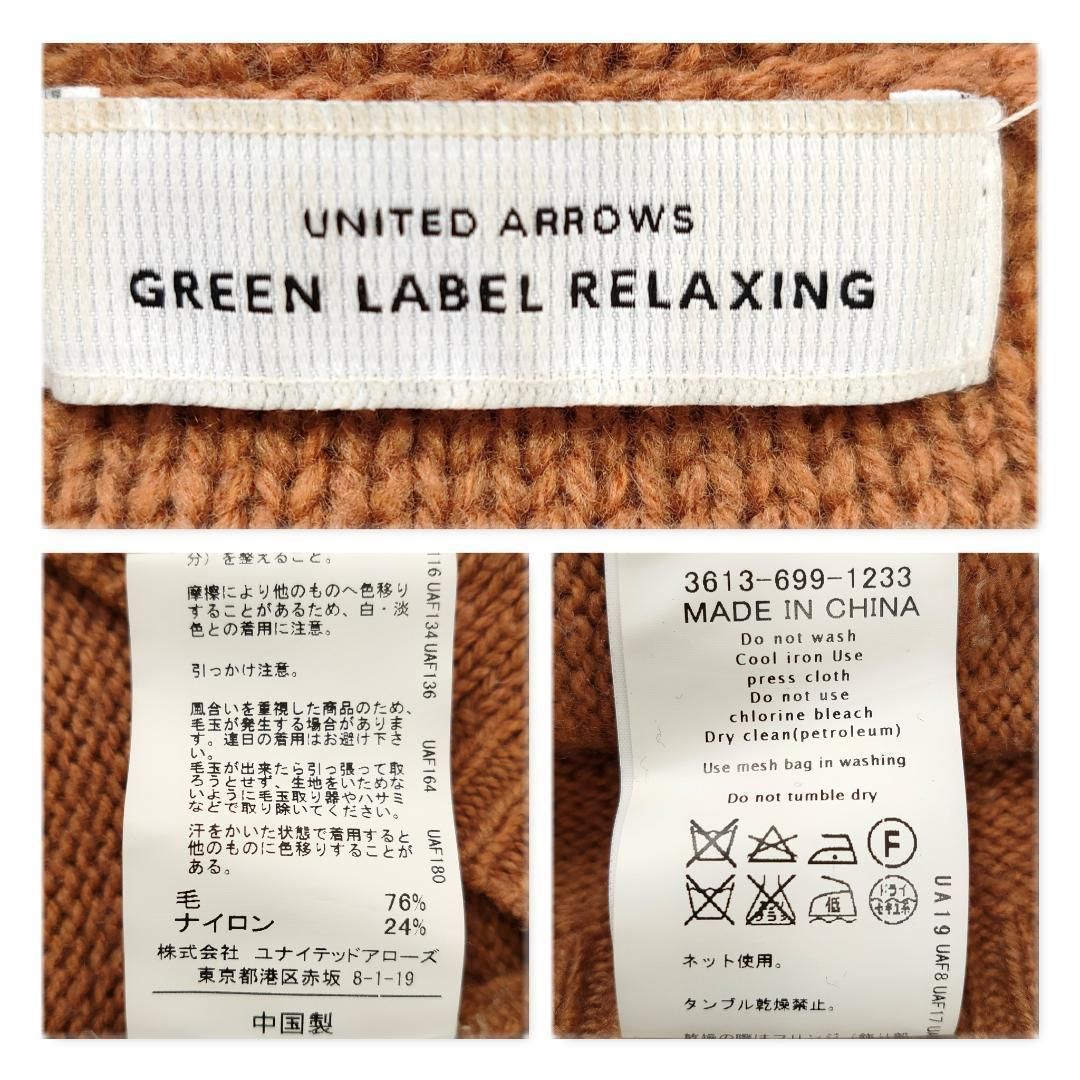 UNITED ARROWS
GREEN LABEL RELAXING
分）を整えること。
摩擦により他のものへ色移り
することがあるため、白・淡
色との着用に注意。
引っかけ注意。
風合いを重視した商品のため、
毛玉が発生する場合がありま
す。連日の着用はお避け下さ
い。
毛玉が出来たら引っ張って取
ろうとせず、生地をいためな
いように毛玉取り器やハサミ
などで取り除いてください。
汗をかいた状態で着用すると
他のものに色移りすることが
ある。
毛 76%
ナイロン 24%
株式会社 ユナイテッドアローズ
東京都港区赤坂 8-1-19
中国製
116 UAF134 UAF136 UAF164 UAF180
3613-699-1233
MADE IN CHINA
Do not wash
Cool iron Use
press cloth
Do not use
chlorine bleach
Dry clean(petroleum)
Use mesh bag in washing
Do not tumble dry
F
低
ドライ
セキユ系
ネット使用。
タンブル乾燥禁止。
UA19 UAF8 UAF17